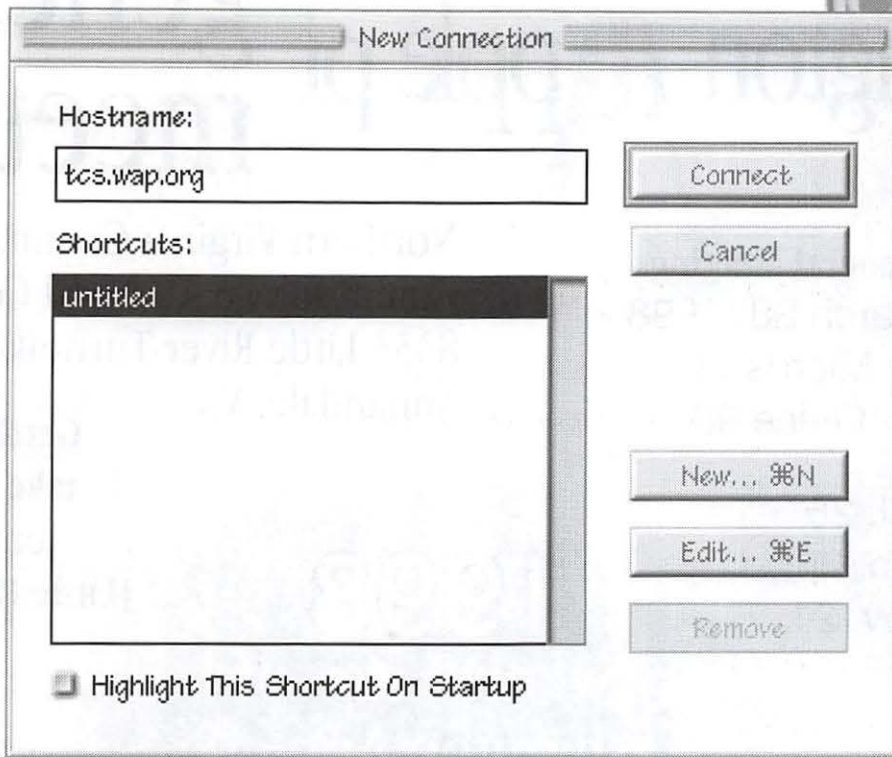 New Connection
Hostname:
tcs.wap.org
Connect
Shortcuts:
Cancel
untitled
New... ⌘N
Edit... ⌘E
Remove
Highlight This Shortcut On Startup